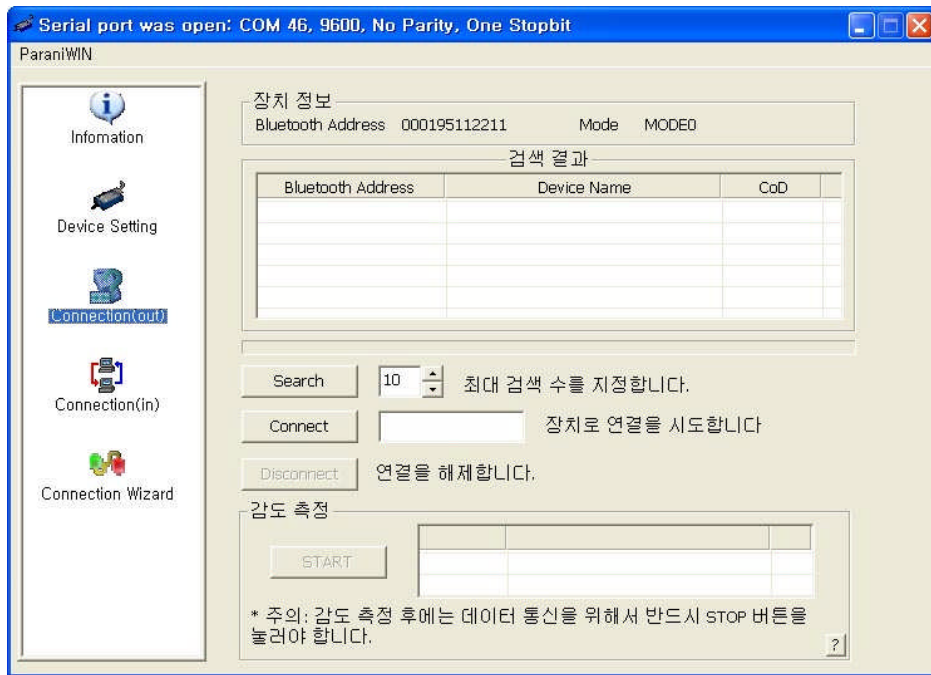 Serial port was open: COM 46, 9600, No Parity, One Stopbit
ParaniWIN
Infomation
Device Setting
Connection(out)
Connection(in)
Connection Wizard
장치 정보
Bluetooth Address 000195112211 Mode MODE0
검색 결과
Bluetooth Address Device Name CoD
Search 10 최대 검색 수를 지정합니다.
Connect 장치로 연결을 시도합니다
Disconnect 연결을 해제합니다.
감도 측정
START
* 주의: 감도 측정 후에는 데이터 통신을 위해서 반드시 STOP 버튼을
눌러야 합니다.
?